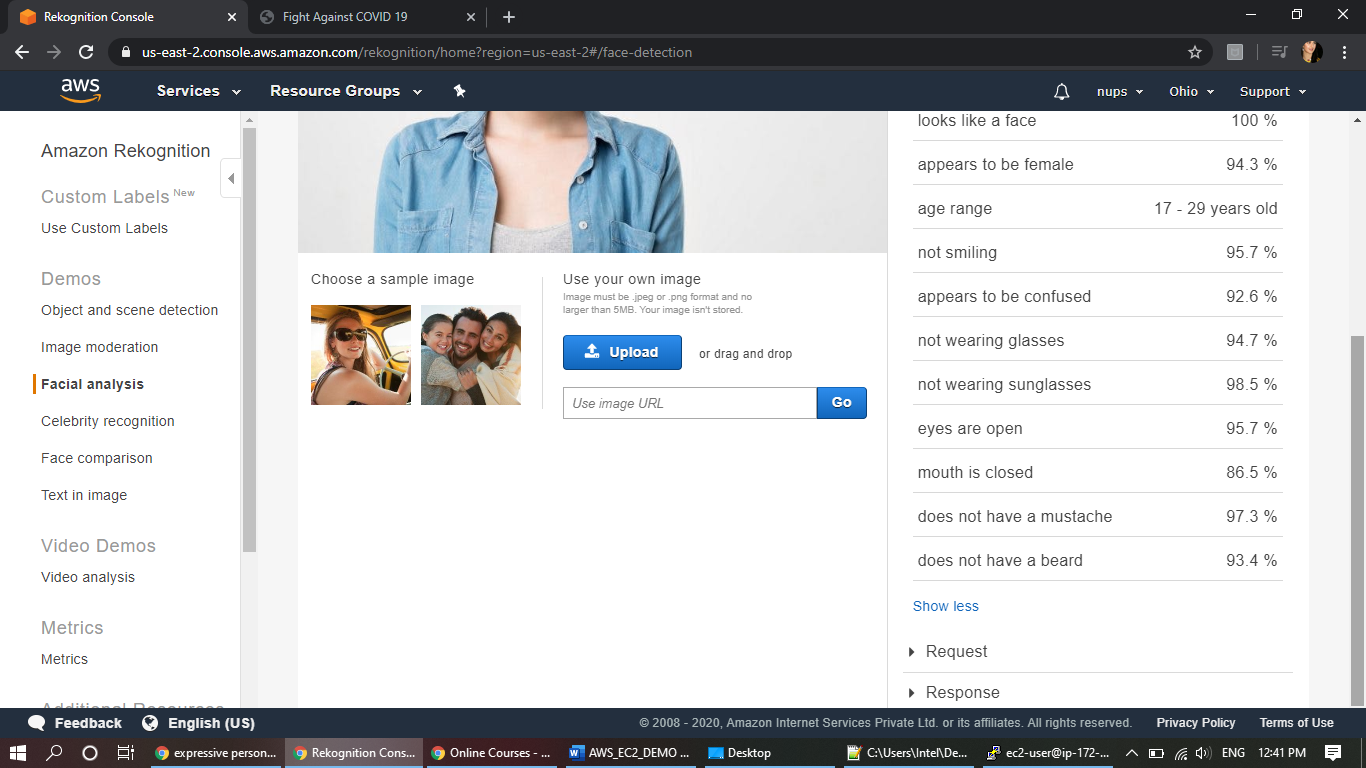 Rekognition Console
Fight Against COVID 19
us-east-2.console.aws.amazon.com/rekognition/home?region=us-east-2#/face-detection
aws
Services
Resource Groups
nups
Ohio
Support
Amazon Rekognition
Custom Labels New
Use Custom Labels
Demos
Object and scene detection
Image moderation
Facial analysis
Celebrity recognition
Face comparison
Text in image
Video Demos
Video analysis
Metrics
Metrics
Additional Resources
Choose a sample image
Use your own image
Image must be .jpeg or .png format and no
larger than 5MB. Your image isn't stored.
Upload
or drag and drop
Use image URL
Go
looks like a face 100 %
appears to be female 94.3 %
age range 17 - 29 years old
not smiling 95.7 %
appears to be confused 92.6 %
not wearing glasses 94.7 %
not wearing sunglasses 98.5 %
eyes are open 95.7 %
mouth is closed 86.5 %
does not have a mustache 97.3 %
does not have a beard 93.4 %
Show less
Request
Response
Feedback
English (US)
© 2008 - 2020, Amazon Internet Services Private Ltd. or its affiliates. All rights reserved.
Privacy Policy
Terms of Use
expressive person...
Rekognition Cons...
Online Courses - ...
AWS_EC2_DEMO ...
Desktop
C:\Users\Intel\De...
ec2-user@ip-172-...
ENG
12:41 PM